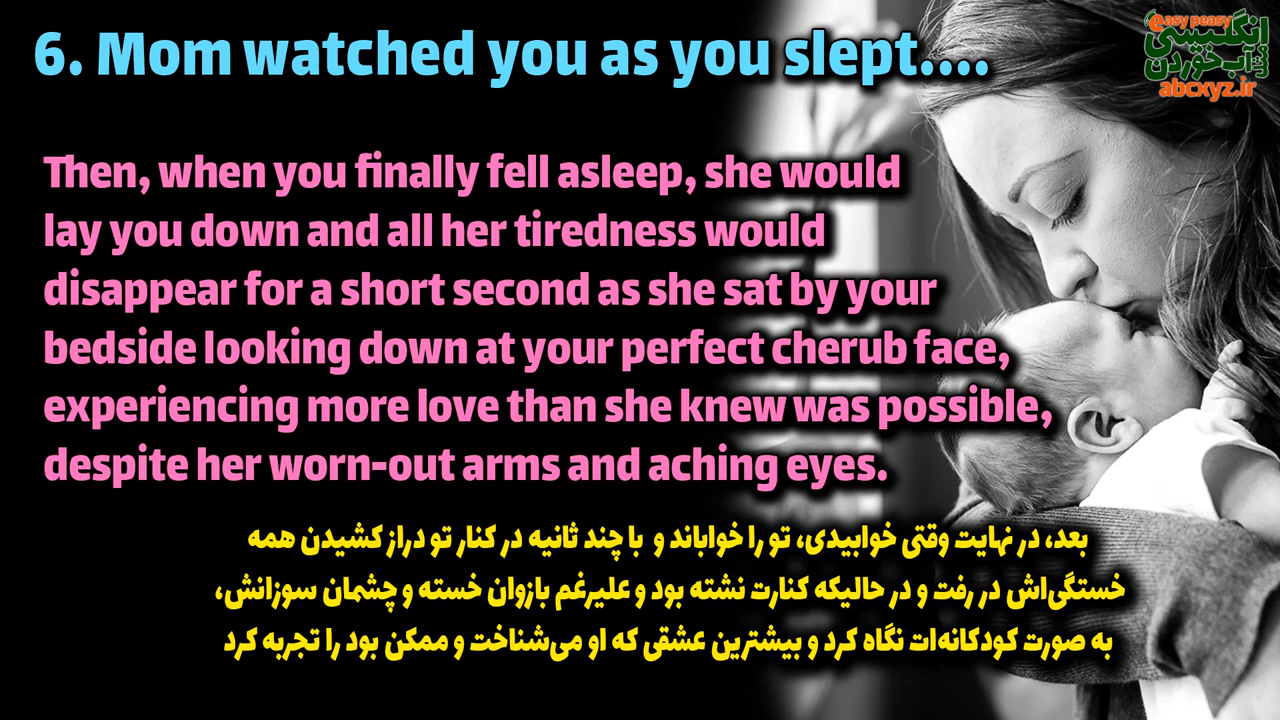 easy peasy
انگلیسی
مثل
آب خوردن
abcxyz.ir
6. Mom watched you as you slept....
Then, when you finally fell asleep, she would
lay you down and all her tiredness would
disappear for a short second as she sat by your
bedside looking down at your perfect cherub face,
experiencing more love than she knew was possible,
despite her worn-out arms and aching eyes.
بعد، در نهایت وقتی خوابیدی، تو را خواباند و با چند ثانیه در کنار تو دراز کشیدن همه
خستگی‌اش در رفت و در حالیکه کنارت نشته بود و علیرغم بازوان خسته و چشمان سوزانش،
به صورت کودکانه‌ات نگاه کرد و بیشترین عشقی که او می‌شناخت و ممکن بود را تجربه کرد